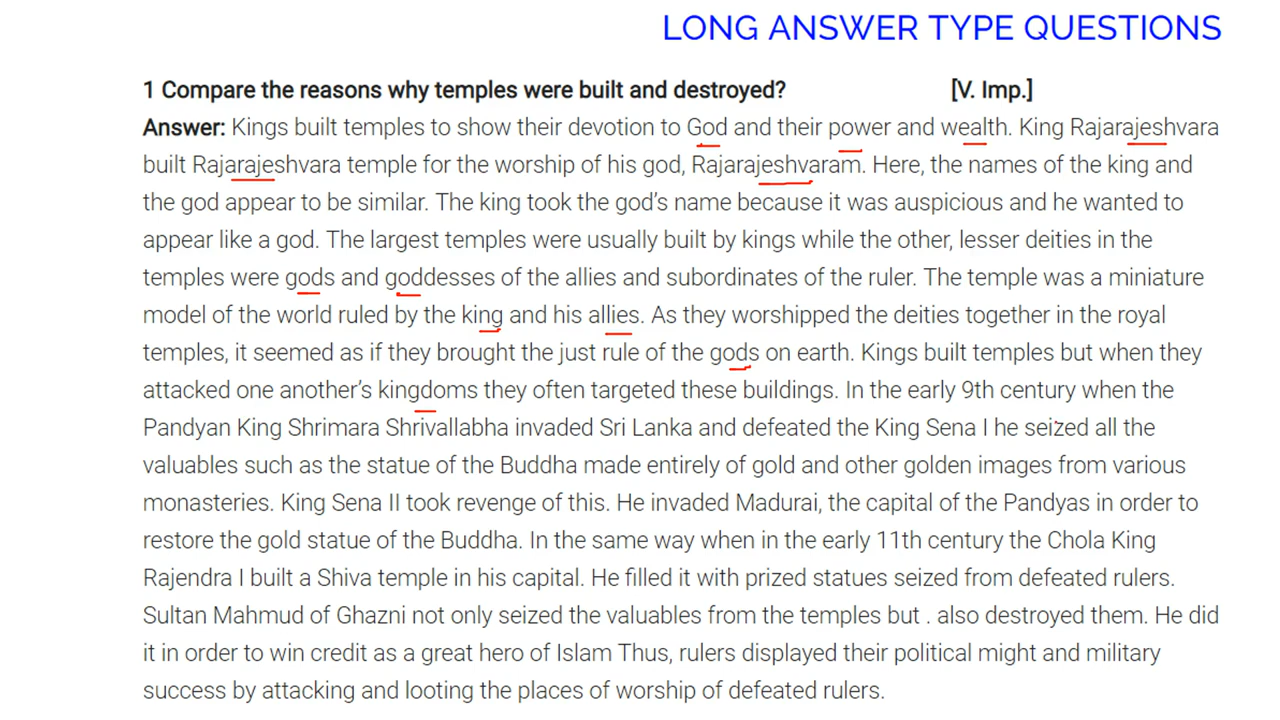 LONG ANSWER TYPE QUESTIONS
1 Compare the reasons why temples were built and destroyed? [V. Imp.]
Answer: Kings built temples to show their devotion to God and their power and wealth. King Rajarajeshvara
built Rajarajeshvara temple for the worship of his god, Rajarajeshvaram. Here, the names of the king and
the god appear to be similar. The king took the god's name because it was auspicious and he wanted to
appear like a god. The largest temples were usually built by kings while the other, lesser deities in the
temples were gods and goddesses of the allies and subordinates of the ruler. The temple was a miniature
model of the world ruled by the king and his allies. As they worshipped the deities together in the royal
temples, it seemed as if they brought the just rule of the gods on earth. Kings built temples but when they
attacked one another's kingdoms they often targeted these buildings. In the early 9th century when the
Pandyan King Shrimara Shrivallabha invaded Sri Lanka and defeated the King Sena I he seized all the
valuables such as the statue of the Buddha made entirely of gold and other golden images from various
monasteries. King Sena II took revenge of this. He invaded Madurai, the capital of the Pandyas in order to
restore the gold statue of the Buddha. In the same way when in the early 11th century the Chola King
Rajendra I built a Shiva temple in his capital. He filled it with prized statues seized from defeated rulers.
Sultan Mahmud of Ghazni not only seized the valuables from the temples but . also destroyed them. He did
it in order to win credit as a great hero of Islam Thus, rulers displayed their political might and military
success by attacking and looting the places of worship of defeated rulers.